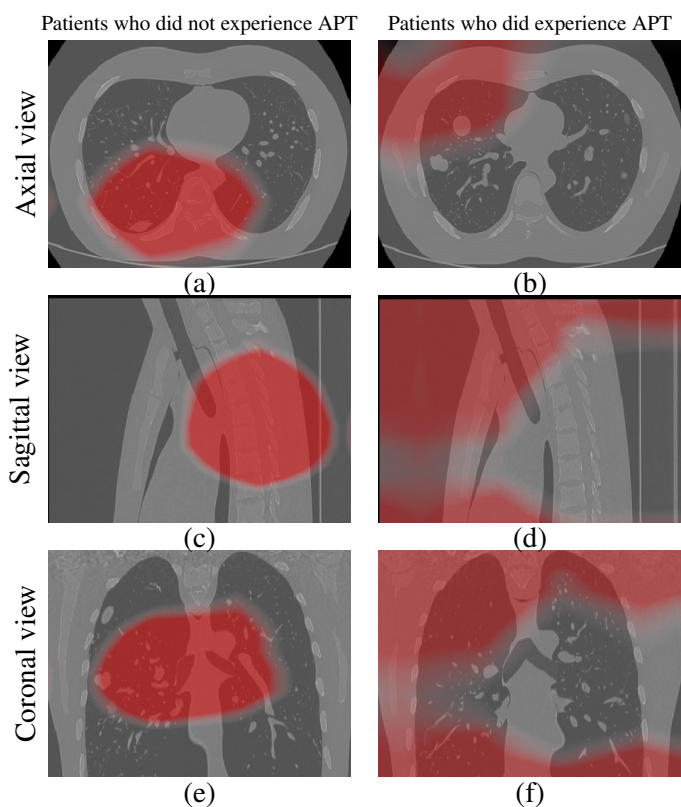 Patients who did not experience APT
Patients who did experience APT
Axial view
(a)
(b)
Sagittal view
(c)
(d)
Coronal view
(e)
(f)